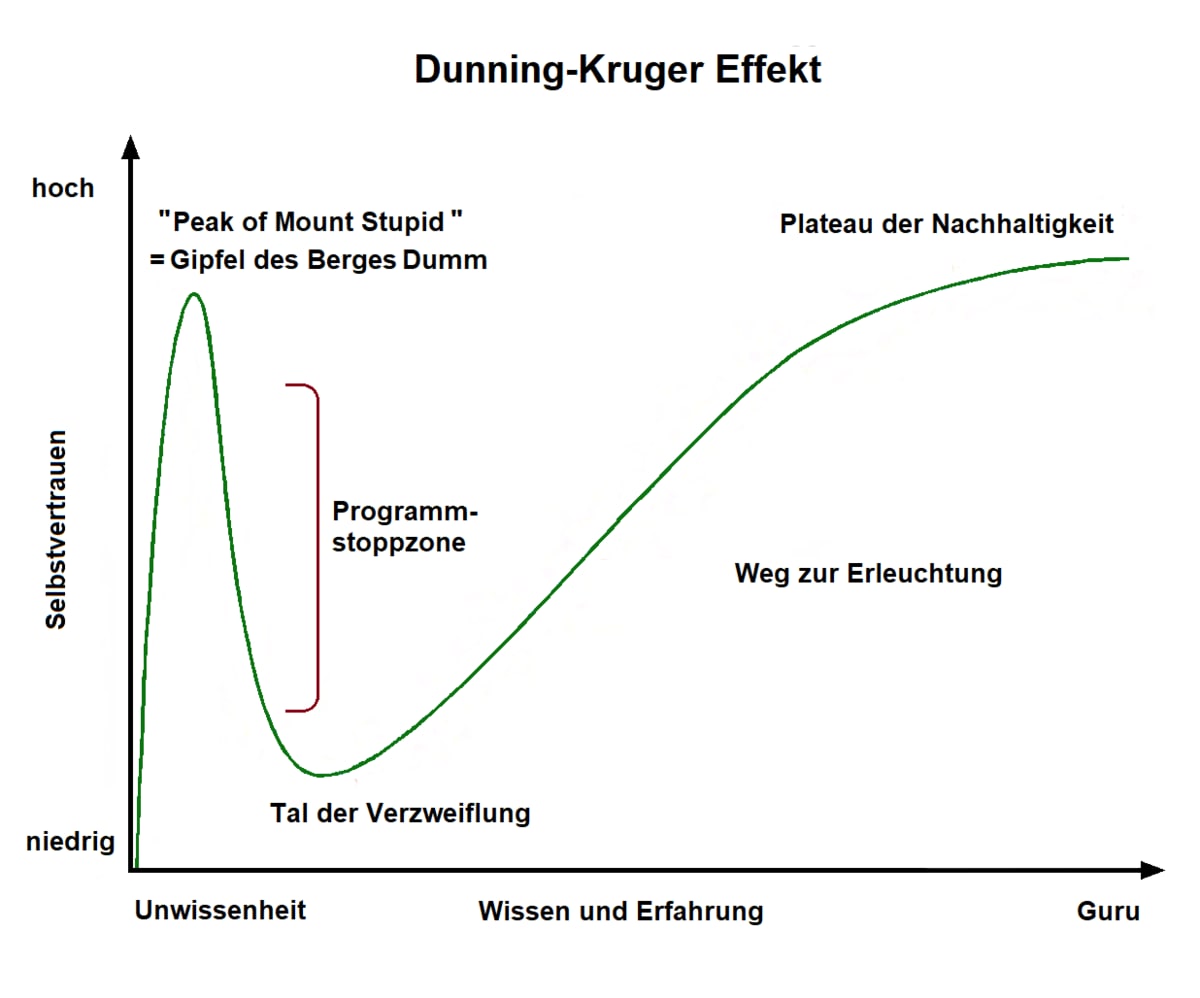 Dunning-Kruger Effekt
hoch
"Peak of Mount Stupid "
= Gipfel des Berges Dumm
Plateau der Nachhaltigkeit
Selbstvertrauen
Programm-
stoppzone
Weg zur Erleuchtung
Tal der Verzweiflung
niedrig
Unwissenheit
Wissen und Erfahrung
Guru